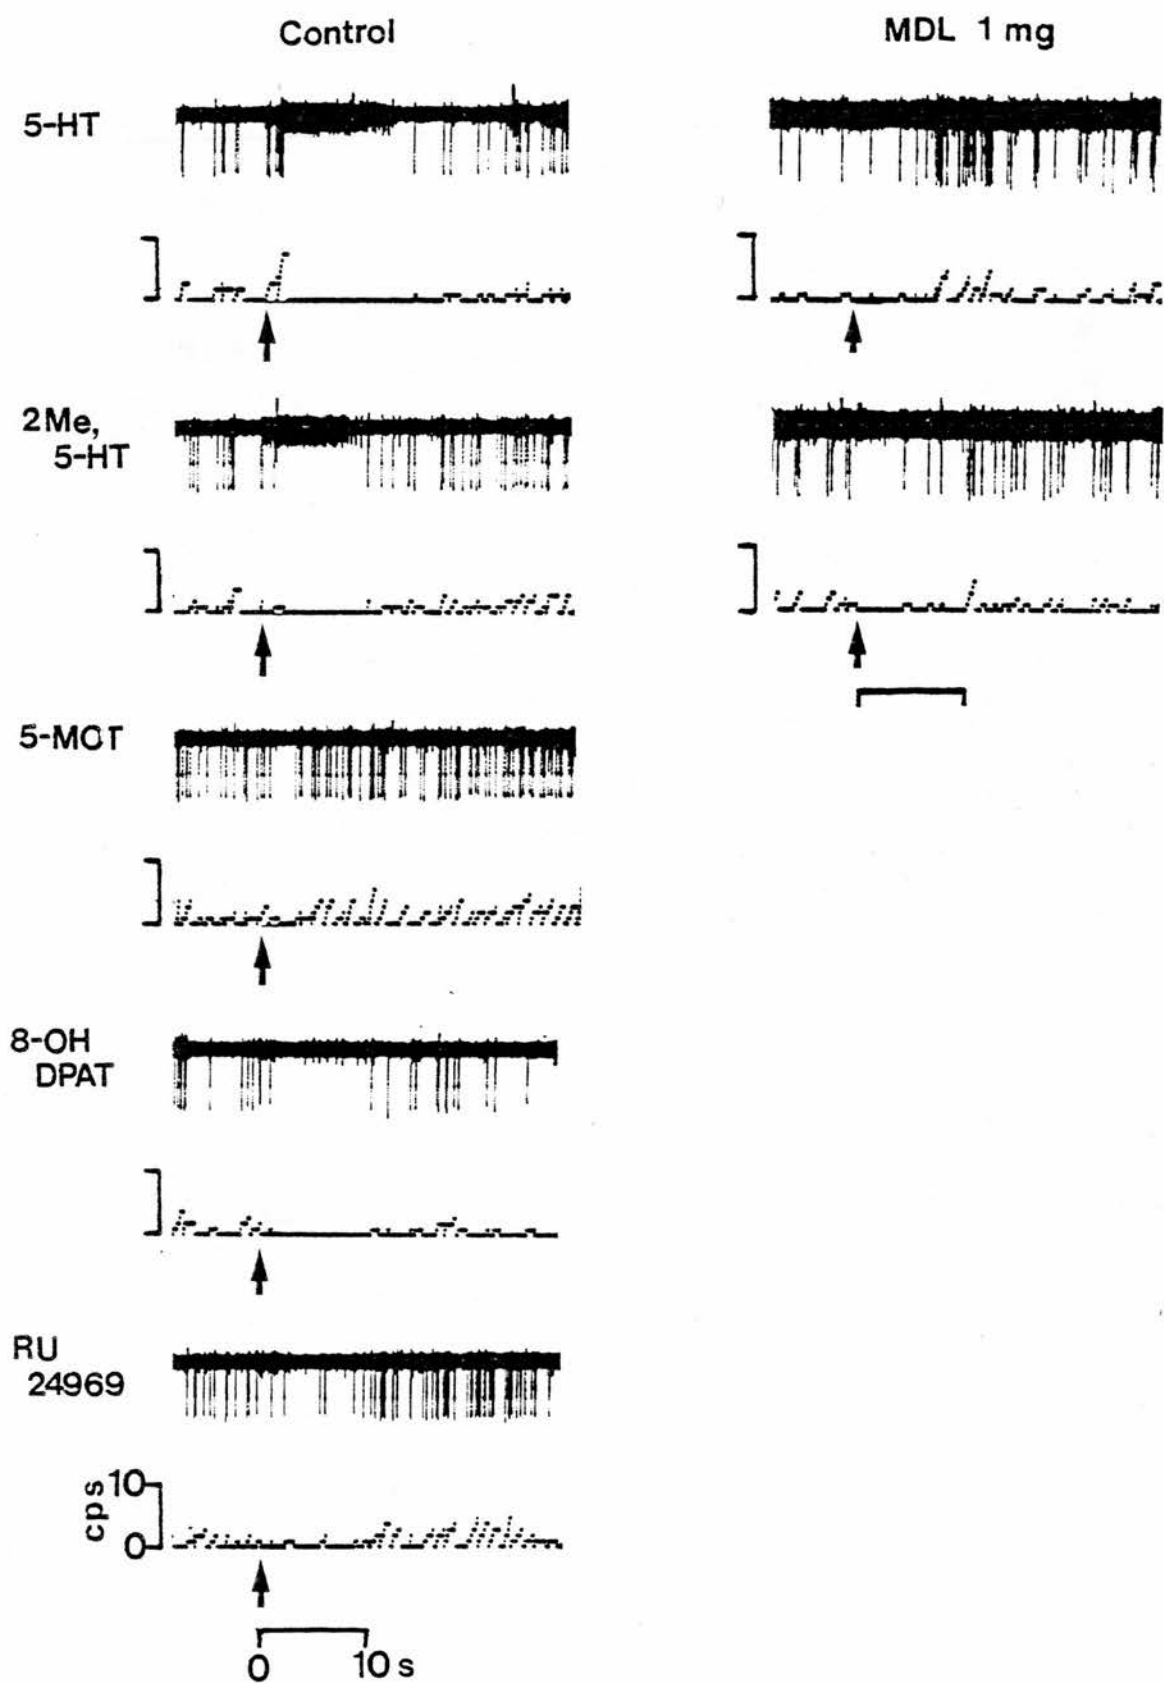 Control
MDL 1 mg
5-HT
2Me,
5-HT
5-MOT
8-OH
DPAT
RU
24969
cps
10
0
0
10 s